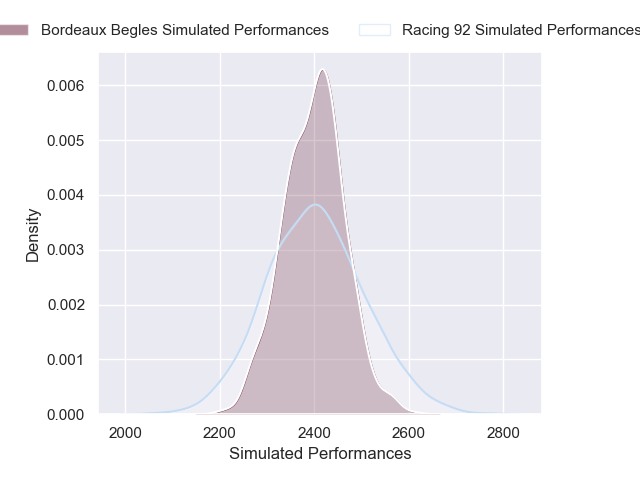 Bordeaux Begles Simulated Performances
Racing 92 Simulated Performances
0.006
0.005
0.004
0.003
0.002
0.001
0.000
Density
2000 2200 2400 2600 2800
Simulated Performances